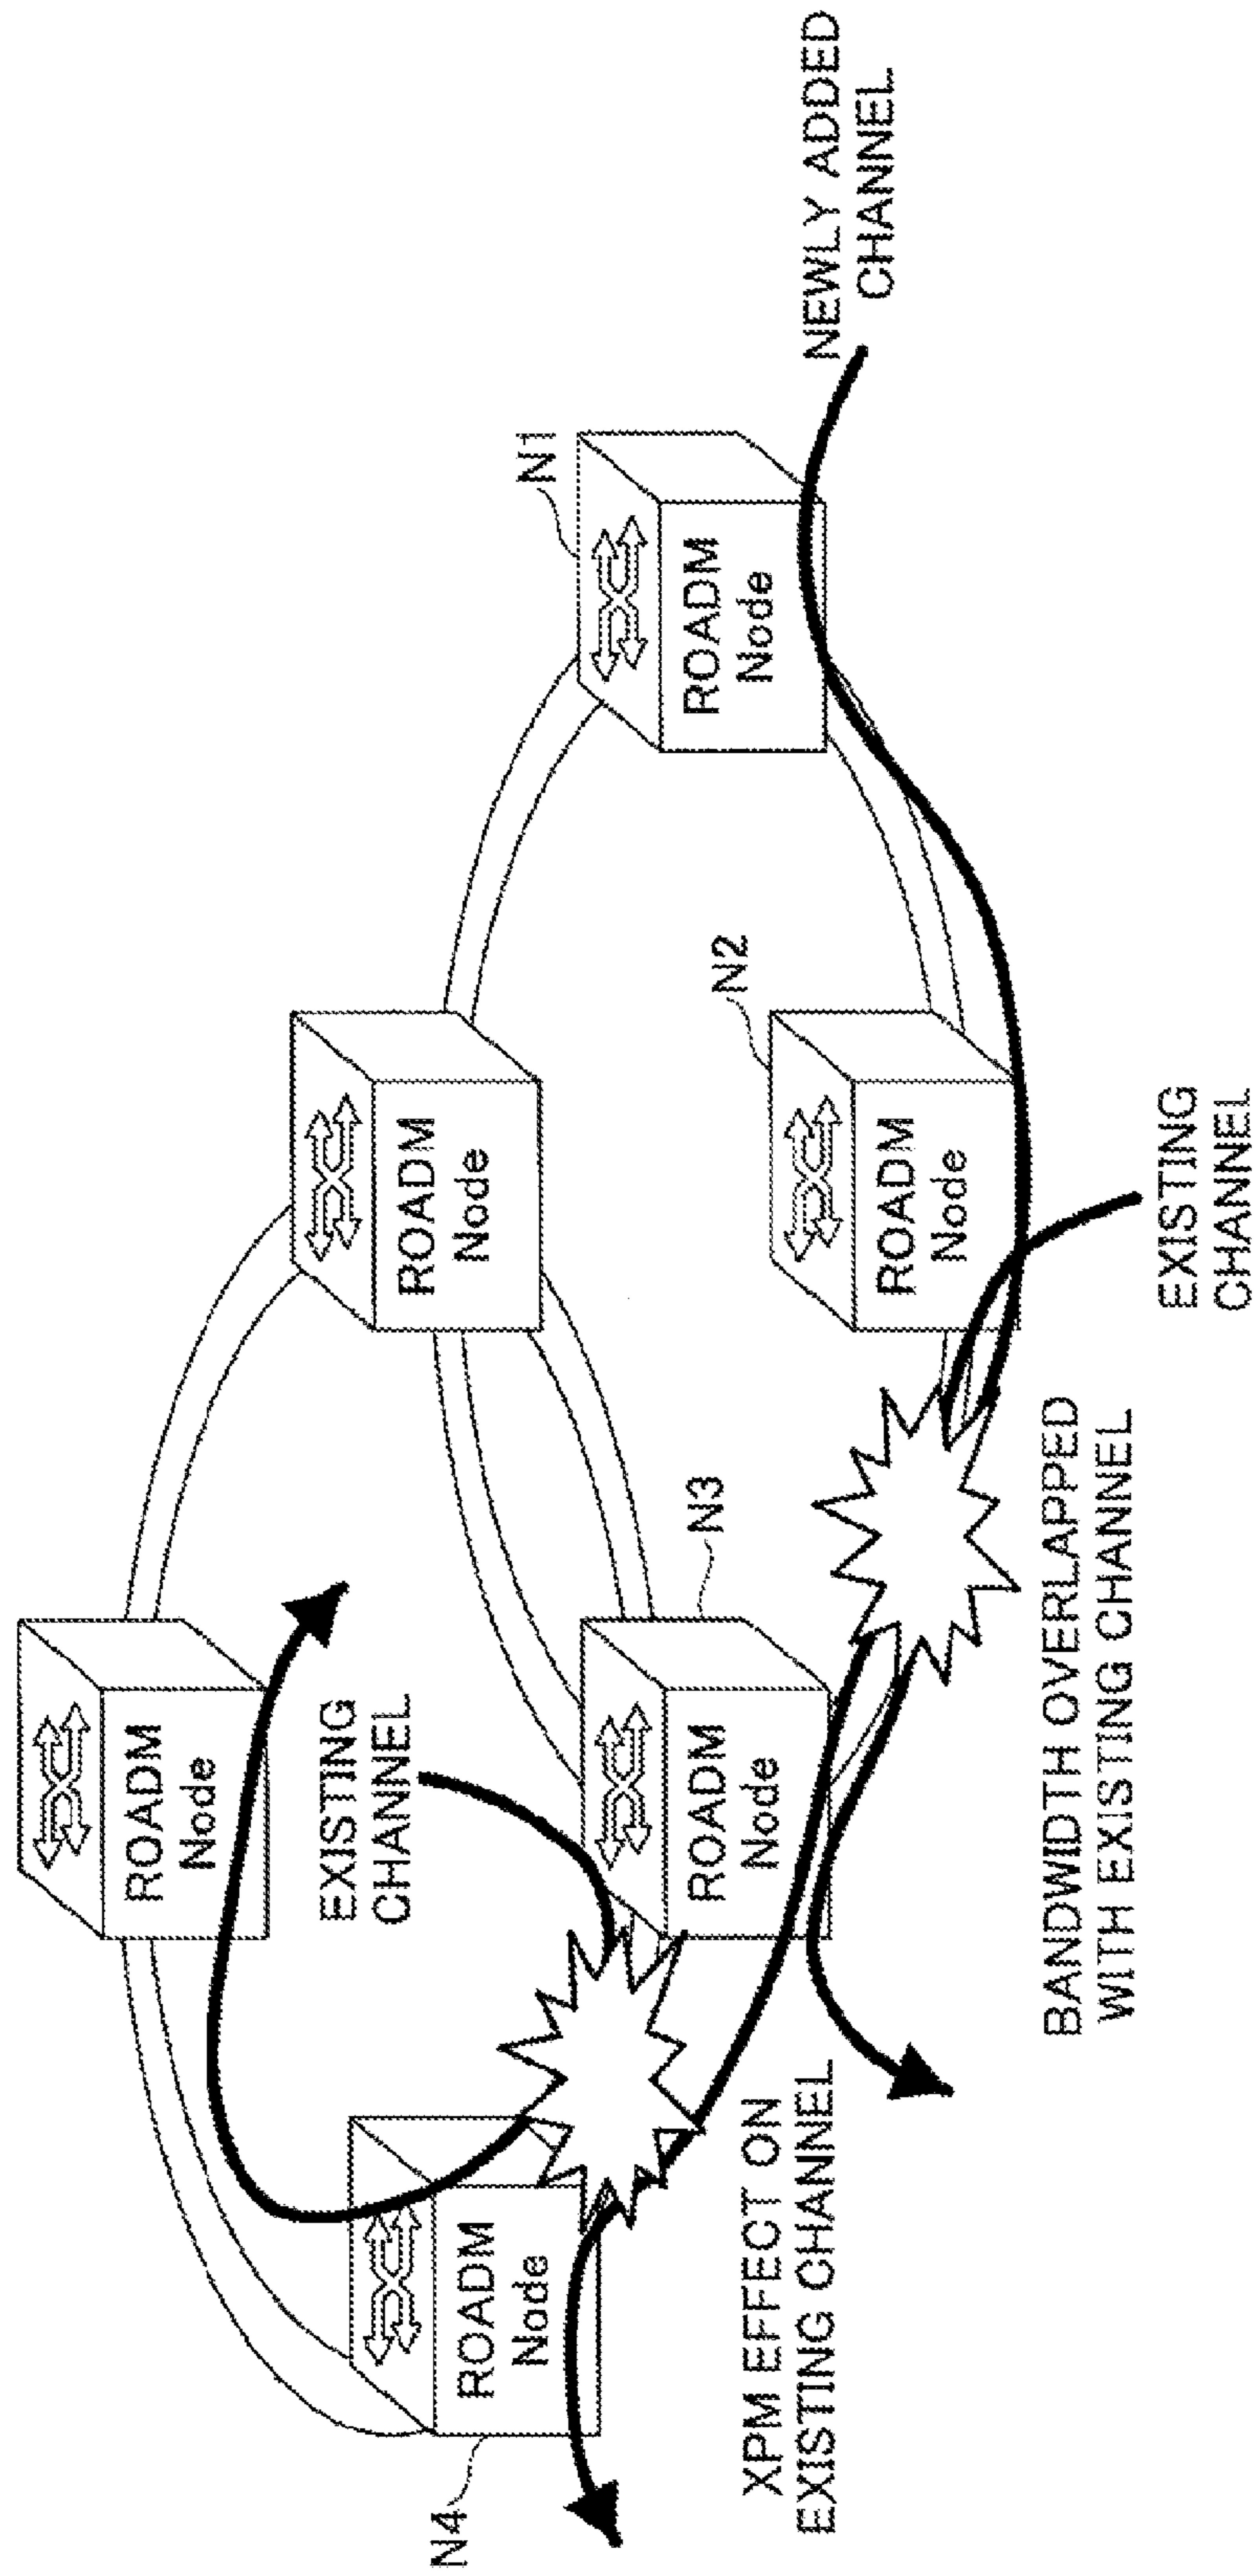 ROADM
Node
EXISTING
CHANNEL
ROADM
Node
N4
ROADM
Node
N3
ROADM
Node
N1
ROADM
Node
N2
ROADM
Node
NEWLY ADDED
CHANNEL
XPM EFFECT ON
EXISTING CHANNEL
BANDWIDTH OVERLAPPED
WITH EXISTING CHANNEL
EXISTING
CHANNEL